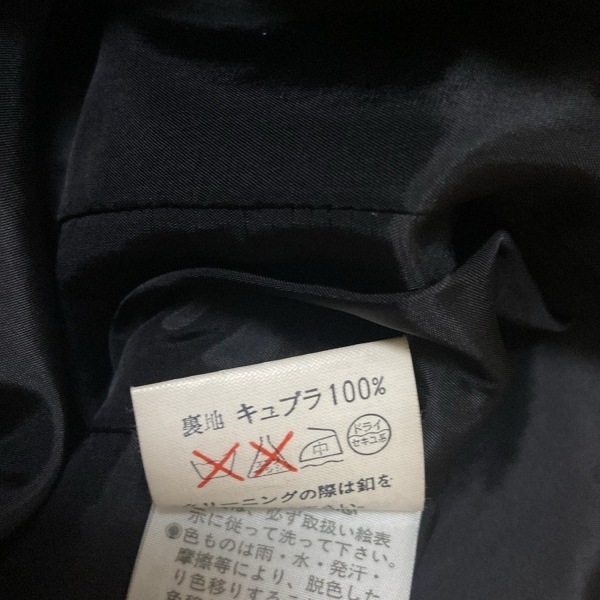 裏地 キュプラ100%
中 ドライ
セキユ系
クリーニングの際は釦を
示に従って洗って下さい。
必ず取扱い絵表
◉色ものは雨・水・発汗・
摩擦等により、脱色した
り色移りする